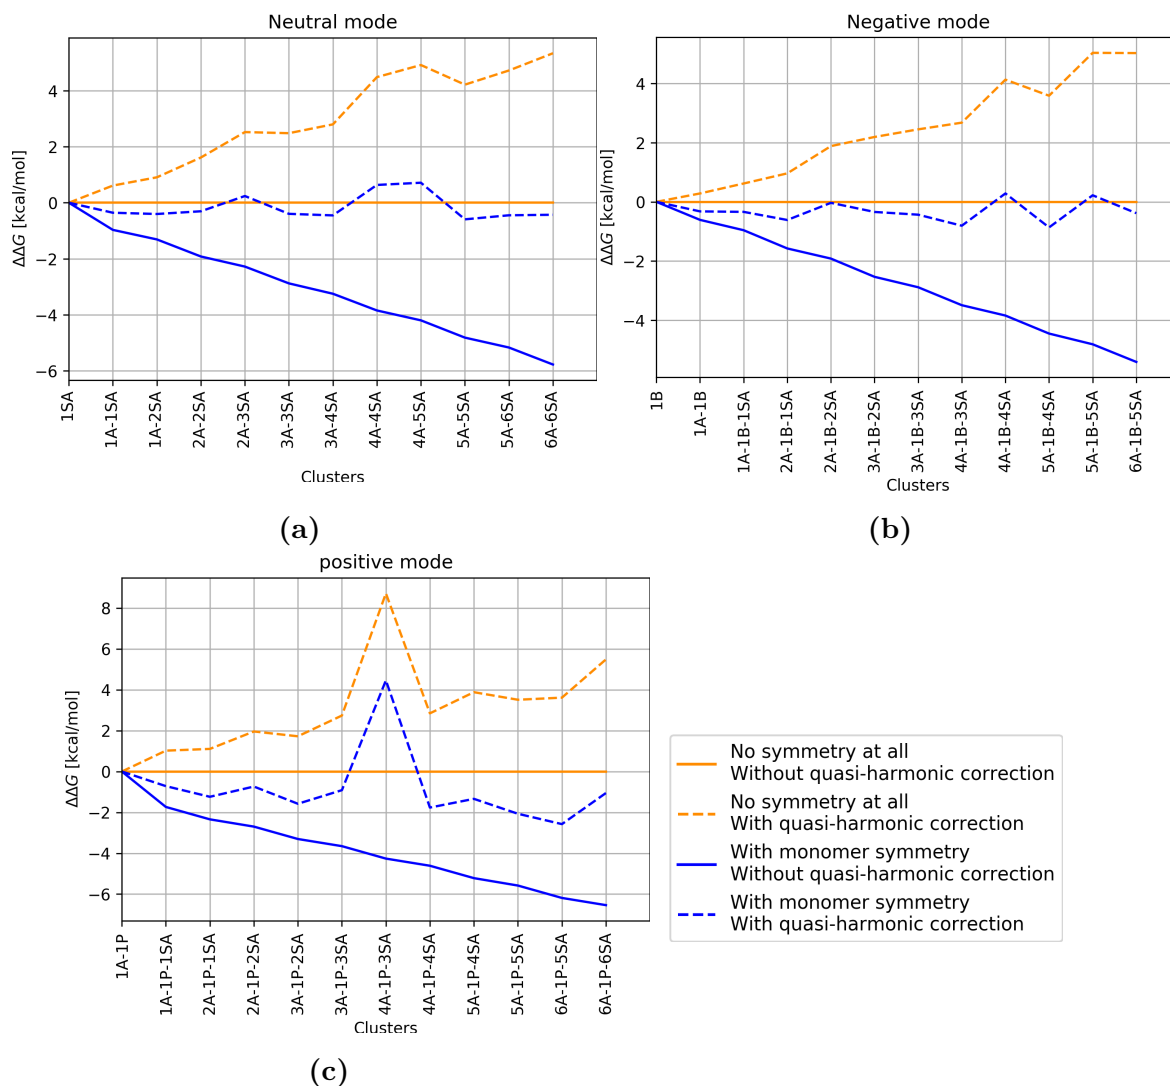 Neutral mode
ΔΔG [kcal/mol]
4
2
0
−2
−4
−6
1SA
1A-1SA
1A-2SA
2A-2SA
2A-3SA
3A-3SA
3A-4SA
4A-4SA
4A-5SA
5A-5SA
5A-6SA
6A-6SA
Clusters
(a)
Negative mode
ΔΔG [kcal/mol]
4
2
0
−2
−4
1B
1A-1B
1A-1B-1SA
2A-1B-1SA
2A-1B-2SA
3A-1B-2SA
3A-1B-3SA
4A-1B-3SA
4A-1B-4SA
5A-1B-4SA
5A-1B-5SA
6A-1B-5SA
Clusters
(b)
positive mode
ΔΔG [kcal/mol]
8
6
4
2
0
−2
−4
−6
1A-1P
1A-1P-1SA
2A-1P-1SA
2A-1P-2SA
3A-1P-2SA
3A-1P-3SA
4A-1P-3SA
4A-1P-4SA
5A-1P-4SA
5A-1P-5SA
6A-1P-5SA
6A-1P-6SA
Clusters
(c)
No symmetry at all
Without quasi-harmonic correction
No symmetry at all
With quasi-harmonic correction
With monomer symmetry
Without quasi-harmonic correction
With monomer symmetry
With quasi-harmonic correction